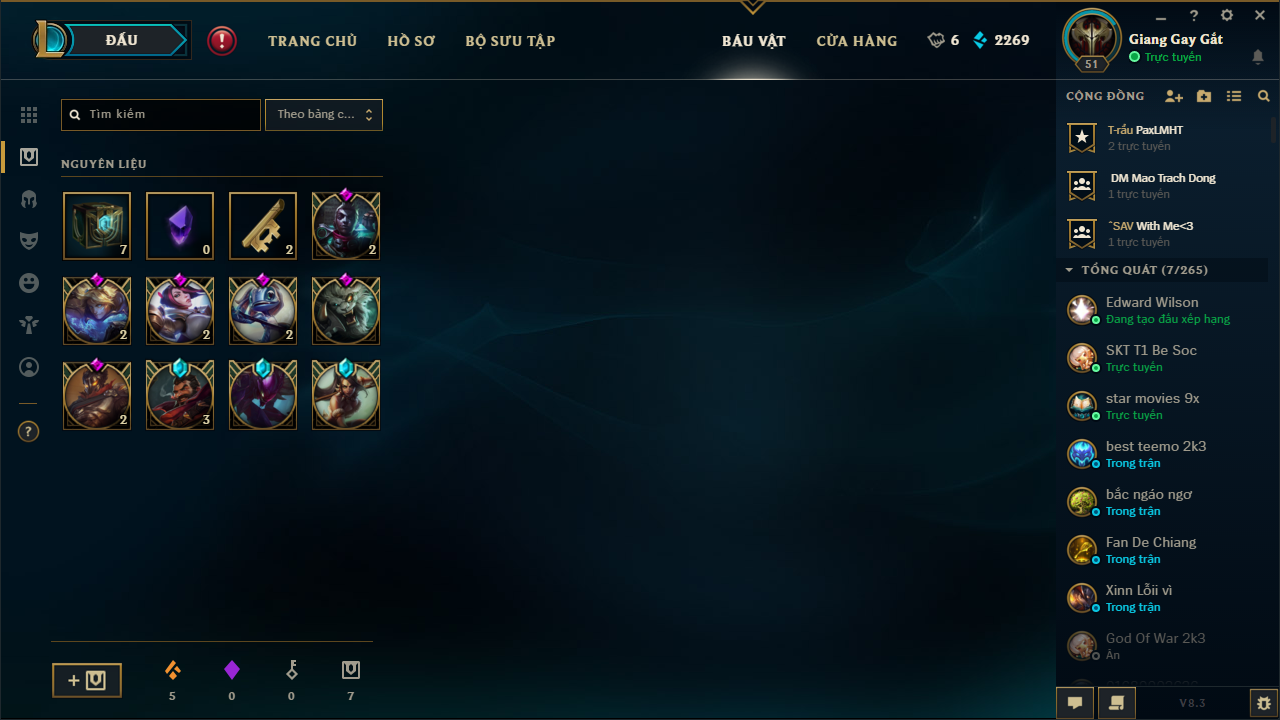 ĐẤU
TRANG CHỦ
HỒ SƠ
BỘ SƯU TẬP
BÁU VẬT
CỬA HÀNG
6
2269
51
Giang Gay Gắt
Trực tuyến
Tìm kiếm
Theo bảng c...
NGUYÊN LIỆU
7
0
2
2
2
2
2
2
3
5
0
0
7
CỘNG ĐỒNG
T-rầu PaxLMHT
2 trực tuyến
DM Mao Trach Dong
1 trực tuyến
ˆSAV With Me<3
1 trực tuyến
TỔNG QUÁT (7/265)
Edward Wilson
Đang tạo đấu xếp hạng
SKT T1 Be Soc
Trực tuyến
star movies 9x
Trực tuyến
best teemo 2k3
Trong trận
bắc ngáo ngơ
Trong trận
Fan De Chiang
Trong trận
Xinn Lỗii vì
Trong trận
God Of War 2k3
Ẩn
V8.3